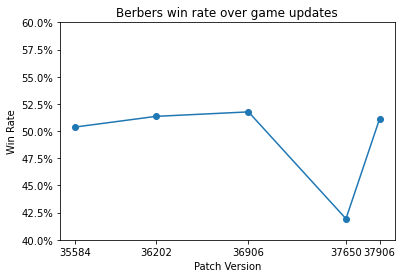 Berbers win rate over game updates
60.0%
57.5%
55.0%
52.5%
50.0%
47.5%
45.0%
42.5%
40.0%
Win Rate
35584 36202 36906 37650 37906
Patch Version